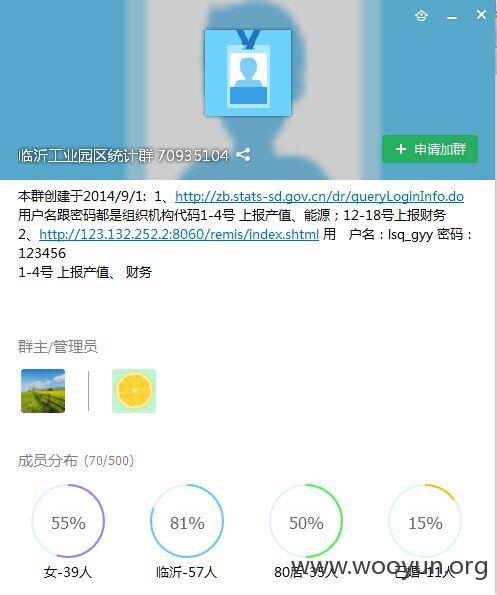 临沂工业园区统计群 70935104
+ 申请加群
本群创建于2014/9/1: 1、http://zb.stats-sd.gov.cn/dr/queryLoginInfo.do
用户名跟密码都是组织机构代码1-4号 上报产值、能源；12-18号上报财务
2、http://123.132.252.2:8060/remis/index.shtml 用 户名：lsq_gyy 密码：
123456
1-4号 上报产值、 财务
群主/管理员
成员分布 (70/500)
55% 81% 50% 15%
女-39人 临沂-57人 80后-35人 已婚-11人
www.wooyun.org